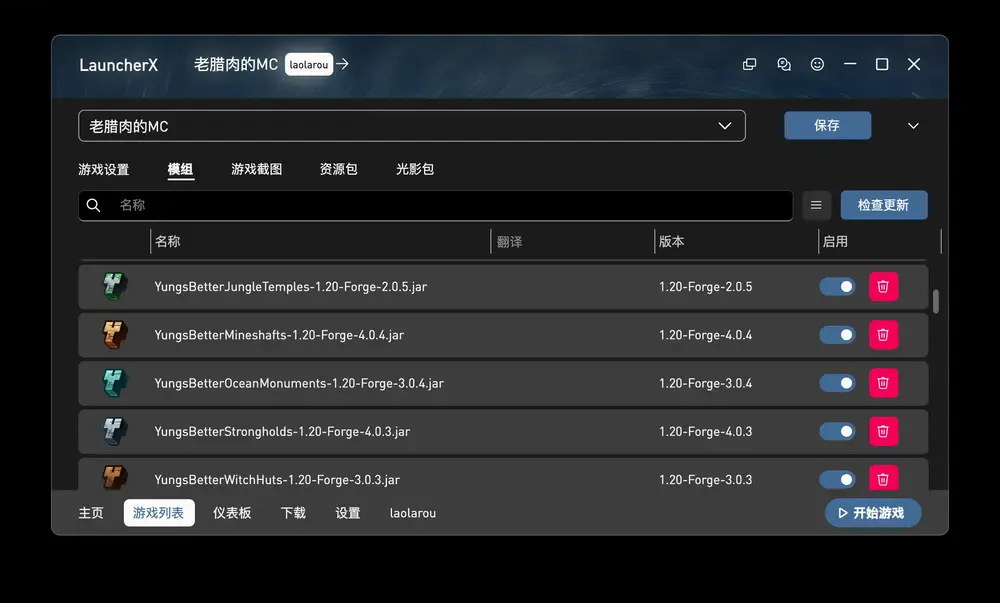 LauncherX 老腊肉的MC laolarou
老腊肉的MC 保存
游戏设置 模组 游戏截图 资源包 光影包
名称 检查更新
名称 翻译 版本 启用
YungsBetterJungleTemples-1.20-Forge-2.0.5.jar 1.20-Forge-2.0.5
YungsBetterMineshafts-1.20-Forge-4.0.4.jar 1.20-Forge-4.0.4
YungsBetterOceanMonuments-1.20-Forge-3.0.4.jar 1.20-Forge-3.0.4
YungsBetterStrongholds-1.20-Forge-4.0.3.jar 1.20-Forge-4.0.3
YungsBetterWitchHuts-1.20-Forge-3.0.3.jar 1.20-Forge-3.0.3
主页 游戏列表 仪表板 下载 设置 laolarou 开始游戏